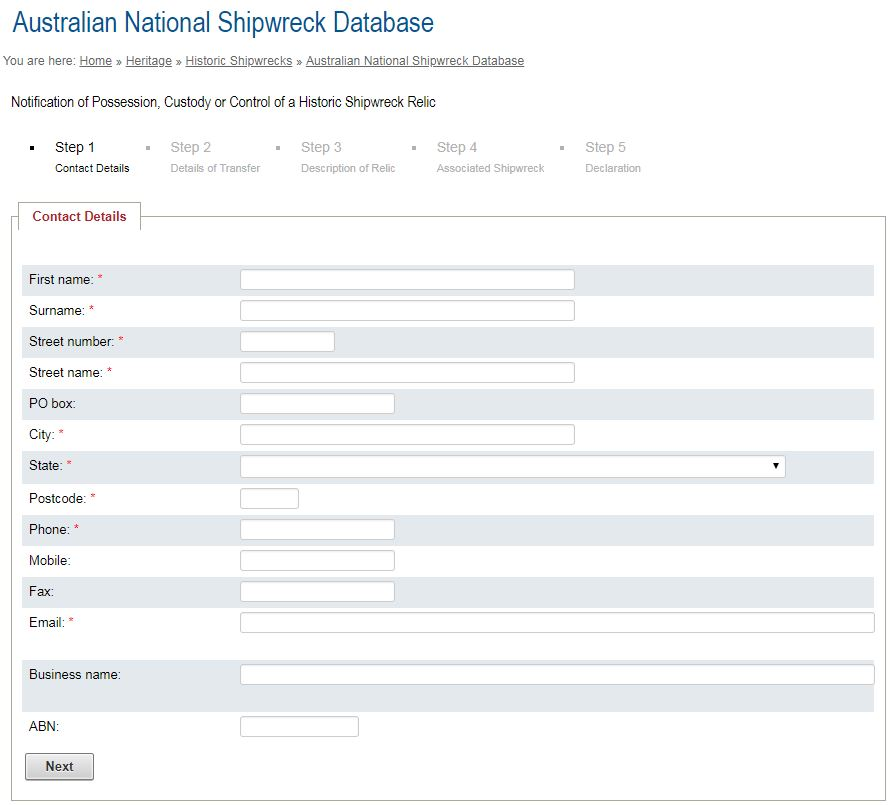 Australian National Shipwreck Database
You are here: Home » Heritage » Historic Shipwrecks » Australian National Shipwreck Database
Notification of Possession, Custody or Control of a Historic Shipwreck Relic
Step 1 Step 2 Step 3 Step 4 Step 5
Contact Details Details of Transfer Description of Relic Associated Shipwreck Declaration
Contact Details
First name: *
Surname: *
Street number: *
Street name: *
PO box:
City: *
State: *
Postcode: *
Phone: *
Mobile:
Fax:
Email: *
Business name:
ABN:
Next